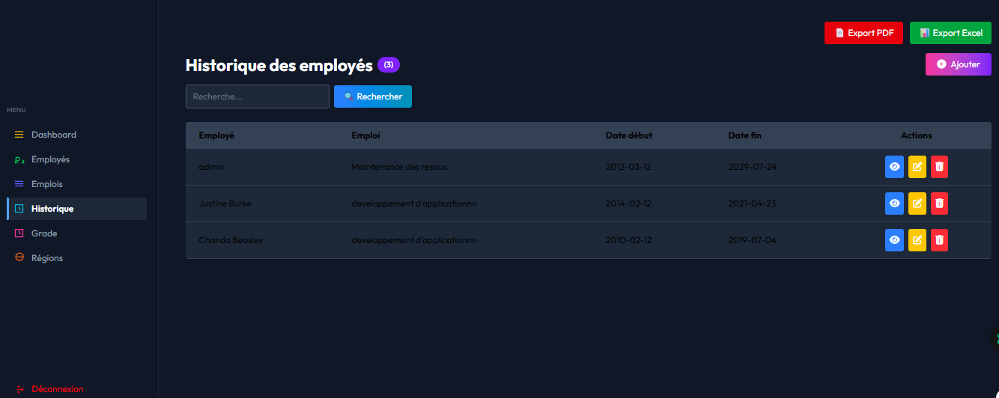 Export PDF Export Excel
Historique des employés (3) Ajouter
Recherche... Rechercher
MENU
Dashboard
Employés
Emplois
Historique
Grade
Régions
Déconnexion
Employé Emploi Date début Date fin Actions
admin Maintenance des resaux 2012-03-12 2029-07-24
Justine Burke developpement d'applicationnn 2014-02-12 2021-04-23
Chanda Beasley developpement d'applicationnn 2010-02-12 2019-07-04